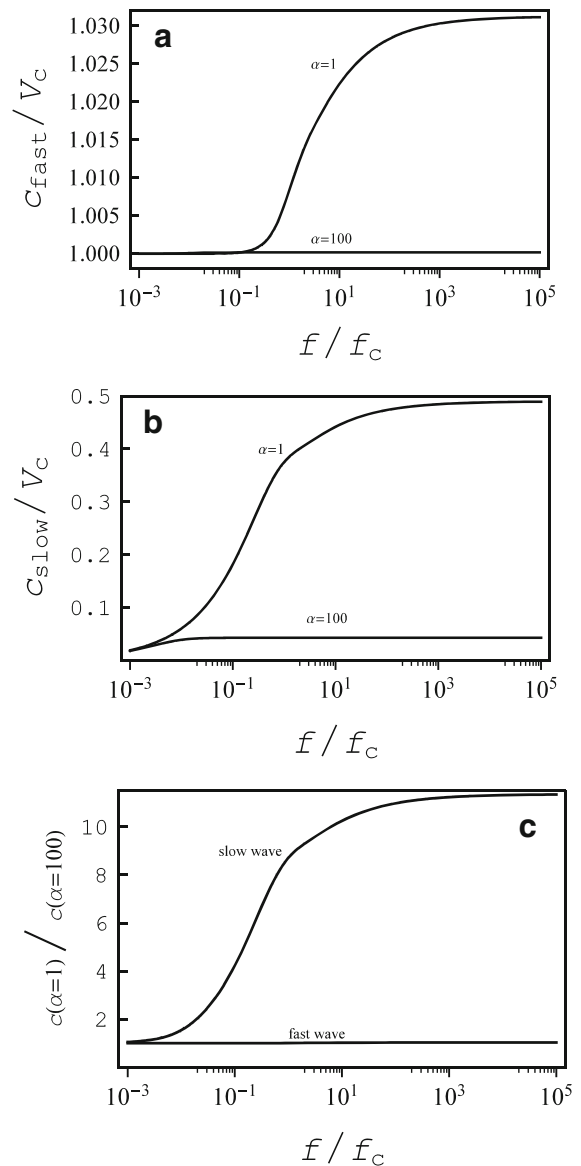 a
1.030
1.025
1.020
1.015
1.010
1.005
1.000
c_fast / V_C
α=1
α=100
10^−3 10^−1 10^1 10^3 10^5
f / f_C
b
0.5
0.4
0.3
0.2
0.1
c_slow / V_C
α=1
α=100
10^−3 10^−1 10^1 10^3 10^5
f / f_C
c
10
8
6
4
2
c(α=1) / c(α=100)
slow wave
fast wave
10^−3 10^−1 10^1 10^3 10^5
f / f_C